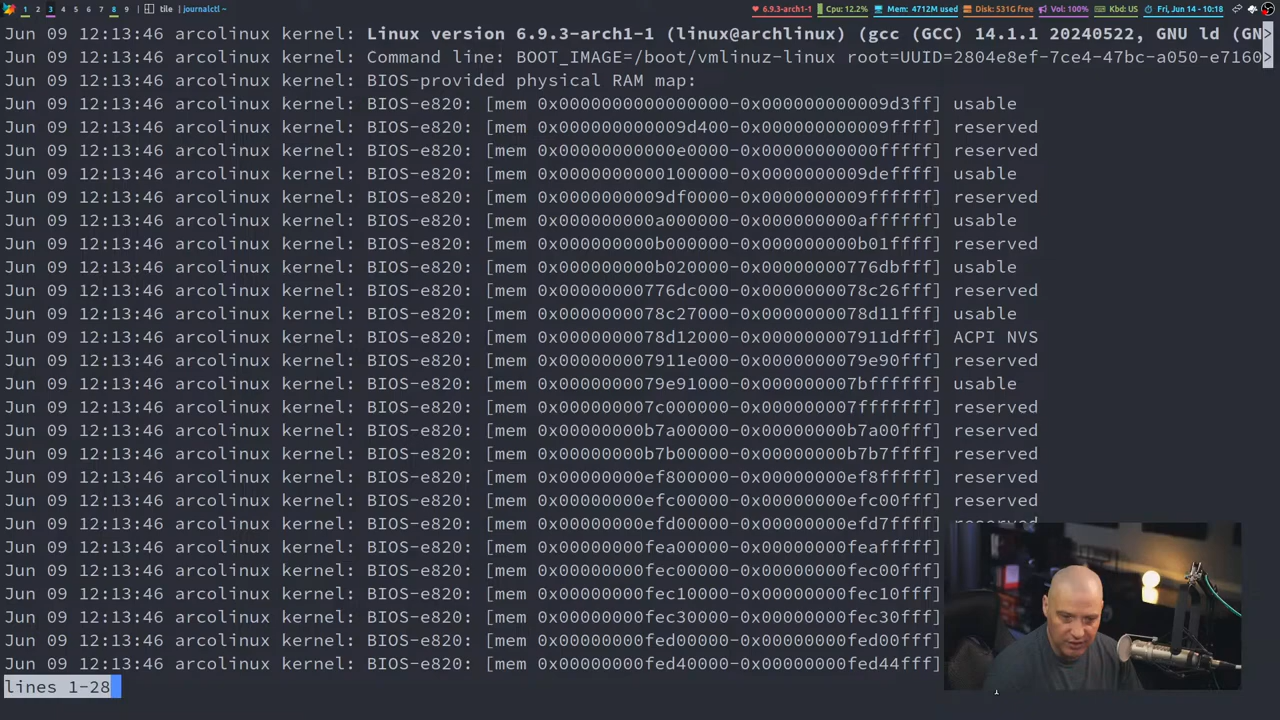 1 2 3 4 5 6 7 8 9 tile journalctl ~ 6.9.3-arch1-1 Cpu: 12.2% Mem: 4712M used Disk: 531G free Vol: 100% Kbd: US Fri, Jun 14 - 10:18
Jun 09 12:13:46 arcolinux kernel: Linux version 6.9.3-arch1-1 (linux@archlinux) (gcc (GCC) 14.1.1 20240522, GNU ld (GN>
Jun 09 12:13:46 arcolinux kernel: Command line: BOOT_IMAGE=/boot/vmlinuz-linux root=UUID=2804e8ef-7ce4-47bc-a050-e7160>
Jun 09 12:13:46 arcolinux kernel: BIOS-provided physical RAM map:
Jun 09 12:13:46 arcolinux kernel: BIOS-e820: [mem 0x0000000000000000-0x000000000009d3ff] usable
Jun 09 12:13:46 arcolinux kernel: BIOS-e820: [mem 0x000000000009d400-0x000000000009ffff] reserved
Jun 09 12:13:46 arcolinux kernel: BIOS-e820: [mem 0x00000000000e0000-0x00000000000fffff] reserved
Jun 09 12:13:46 arcolinux kernel: BIOS-e820: [mem 0x0000000000100000-0x0000000009deffff] usable
Jun 09 12:13:46 arcolinux kernel: BIOS-e820: [mem 0x0000000009df0000-0x0000000009ffffff] reserved
Jun 09 12:13:46 arcolinux kernel: BIOS-e820: [mem 0x000000000a000000-0x000000000affffff] usable
Jun 09 12:13:46 arcolinux kernel: BIOS-e820: [mem 0x000000000b000000-0x000000000b01ffff] reserved
Jun 09 12:13:46 arcolinux kernel: BIOS-e820: [mem 0x000000000b020000-0x00000000776dbfff] usable
Jun 09 12:13:46 arcolinux kernel: BIOS-e820: [mem 0x00000000776dc000-0x0000000078c26fff] reserved
Jun 09 12:13:46 arcolinux kernel: BIOS-e820: [mem 0x0000000078c27000-0x0000000078d11fff] usable
Jun 09 12:13:46 arcolinux kernel: BIOS-e820: [mem 0x0000000078d12000-0x000000007911dfff] ACPI NVS
Jun 09 12:13:46 arcolinux kernel: BIOS-e820: [mem 0x000000007911e000-0x0000000079e90fff] reserved
Jun 09 12:13:46 arcolinux kernel: BIOS-e820: [mem 0x0000000079e91000-0x000000007bffffff] usable
Jun 09 12:13:46 arcolinux kernel: BIOS-e820: [mem 0x000000007c000000-0x000000007fffffff] reserved
Jun 09 12:13:46 arcolinux kernel: BIOS-e820: [mem 0x00000000b7a00000-0x00000000b7a00fff] reserved
Jun 09 12:13:46 arcolinux kernel: BIOS-e820: [mem 0x00000000b7b00000-0x00000000b7b7ffff] reserved
Jun 09 12:13:46 arcolinux kernel: BIOS-e820: [mem 0x00000000ef800000-0x00000000ef8fffff] reserved
Jun 09 12:13:46 arcolinux kernel: BIOS-e820: [mem 0x00000000efc00000-0x00000000efc00fff] reserved
Jun 09 12:13:46 arcolinux kernel: BIOS-e820: [mem 0x00000000efd00000-0x00000000efd7ffff] reserved
Jun 09 12:13:46 arcolinux kernel: BIOS-e820: [mem 0x00000000fea00000-0x00000000feafffff]
Jun 09 12:13:46 arcolinux kernel: BIOS-e820: [mem 0x00000000fec00000-0x00000000fec00fff]
Jun 09 12:13:46 arcolinux kernel: BIOS-e820: [mem 0x00000000fec10000-0x00000000fec10fff]
Jun 09 12:13:46 arcolinux kernel: BIOS-e820: [mem 0x00000000fec30000-0x00000000fec30fff]
Jun 09 12:13:46 arcolinux kernel: BIOS-e820: [mem 0x00000000fed00000-0x00000000fed00fff]
Jun 09 12:13:46 arcolinux kernel: BIOS-e820: [mem 0x00000000fed40000-0x00000000fed44fff]
lines 1-28